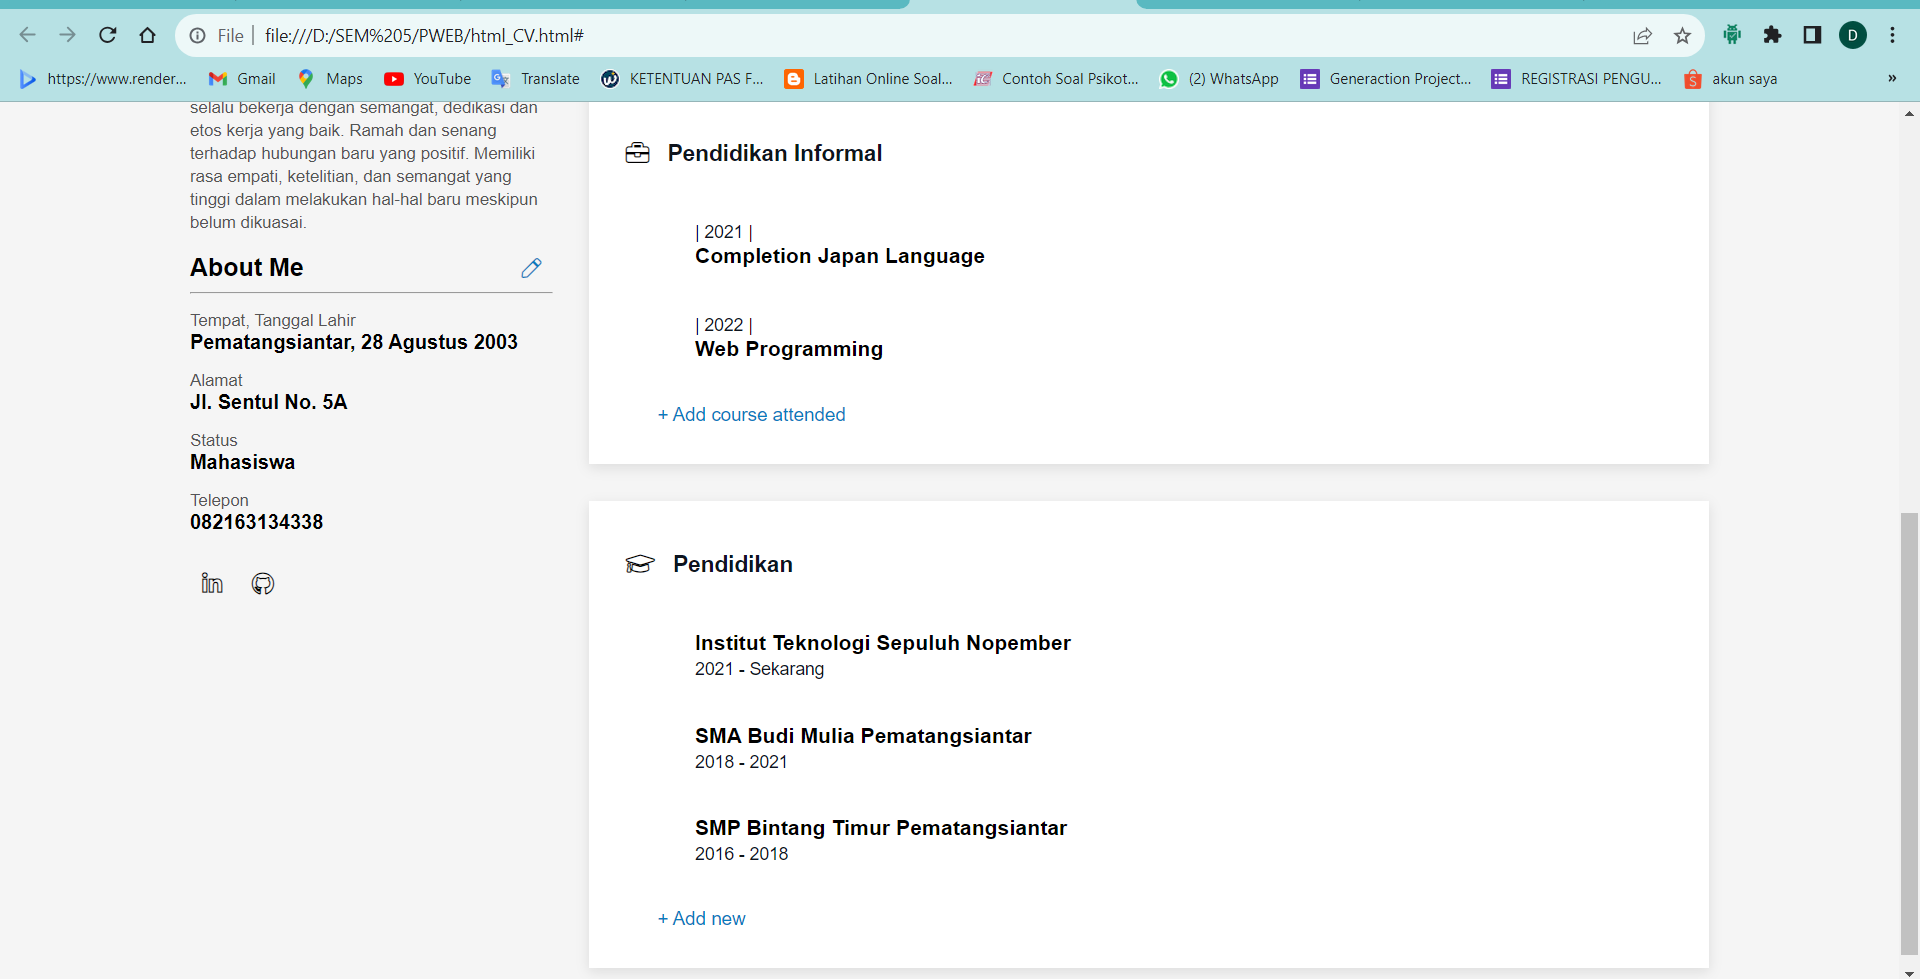 File | file:///D:/SEM%205/PWEB/html_CV.html#
D
https://www.render... Gmail Maps YouTube Translate KETENTUAN PAS F... Latihan Online Soal... Contoh Soal Psikot... (2) WhatsApp Generaction Project... REGISTRASI PENGU... akun saya »
selalu bekerja dengan semangat, dedikasi dan
etos kerja yang baik. Ramah dan senang
terhadap hubungan baru yang positif. Memiliki
rasa empati, ketelitian, dan semangat yang
tinggi dalam melakukan hal-hal baru meskipun
belum dikuasai.
About Me
Tempat, Tanggal Lahir
Pematangsiantar, 28 Agustus 2003
Alamat
Jl. Sentul No. 5A
Status
Mahasiswa
Telepon
082163134338
in
Pendidikan Informal
| 2021 |
Completion Japan Language
| 2022 |
Web Programming
+ Add course attended
Pendidikan
Institut Teknologi Sepuluh Nopember
2021 - Sekarang
SMA Budi Mulia Pematangsiantar
2018 - 2021
SMP Bintang Timur Pematangsiantar
2016 - 2018
+ Add new